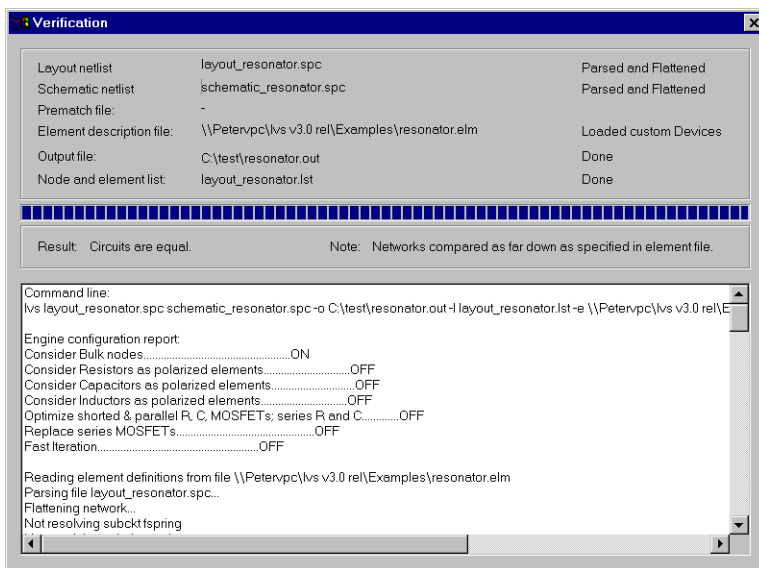 Verification
Layout netlist layout_resonator.spc Parsed and Flattened
Schematic netlist schematic_resonator.spc Parsed and Flattened
Prematch file: -
Element description file: \\Petervpc\lvs v3.0 rel\Examples\resonator.elm Loaded custom Devices
Output file: C:\test\resonator.out Done
Node and element list: layout_resonator.lst Done
Result: Circuits are equal. Note: Networks compared as far down as specified in element file.
Command line:
lvs layout_resonator.spc schematic_resonator.spc -o C:\test\resonator.out -l layout_resonator.lst -e \\Petervpc\lvs v3.0 rel\E
Engine configuration report:
Consider Bulk nodes..................................................ON
Consider Resistors as polarized elements..............................OFF
Consider Capacitors as polarized elements.............................OFF
Consider Inductors as polarized elements..............................OFF
Optimize shorted & parallel R, C, MOSFETs; series R and C.............OFF
Replace series MOSFETs................................................OFF
Fast Iteration........................................................OFF
Reading element definitions from file \\Petervpc\lvs v3.0 rel\Examples\resonator.elm
Parsing file layout_resonator.spc...
Flattening network...
Not resolving subckt fspring